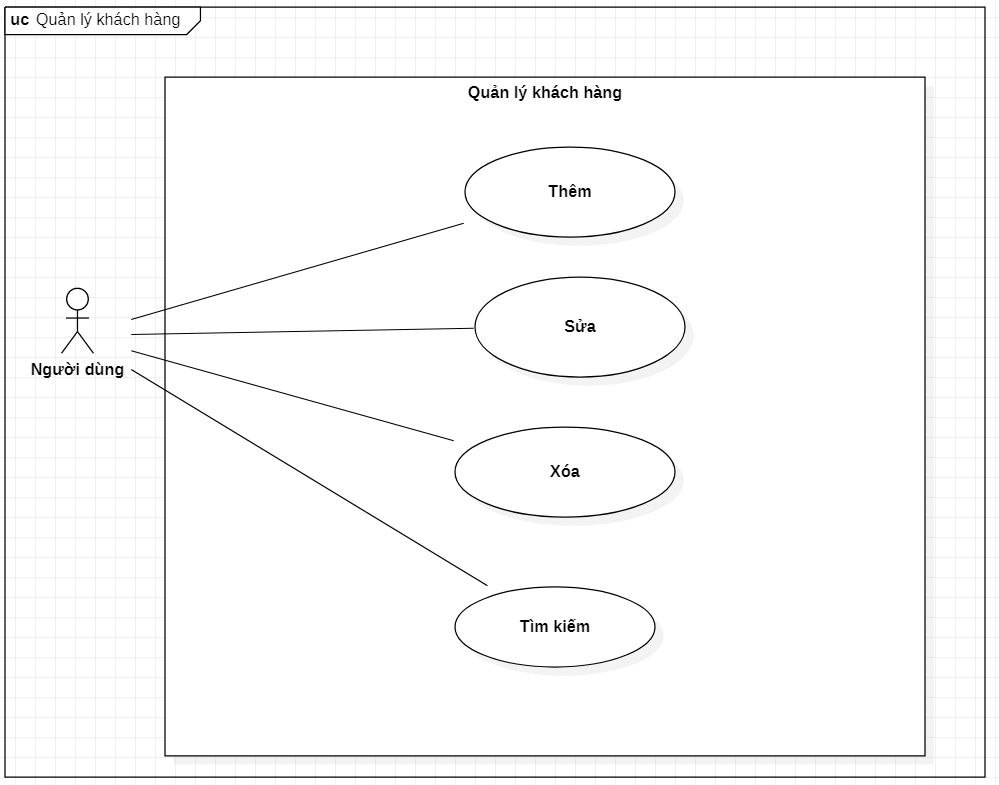 uc Quản lý khách hàng
Quản lý khách hàng
Thêm
Sửa
Người dùng
Xóa
Tìm kiếm